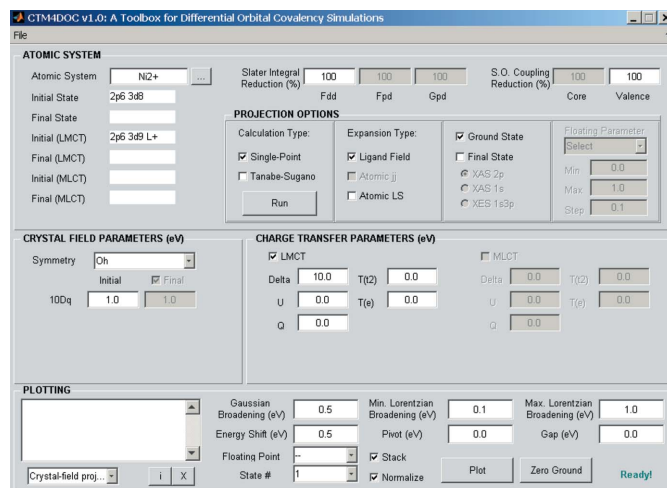 CTM4DOC v1.0: A Toolbox for Differential Orbital Covalency Simulations
File
ATOMIC SYSTEM
Atomic System Ni2+ ...
Initial State 2p6 3d8
Final State
Initial (LMCT) 2p6 3d9 L+
Final (LMCT)
Initial (MLCT)
Final (MLCT)
Slater Integral Reduction (%) 100 100 100
Fdd Fpd Gpd
S.O. Coupling Reduction (%) 100 100
Core Valence
PROJECTION OPTIONS
Calculation Type:
Single-Point
Tanabe-Sugano
Run
Expansion Type:
Ligand Field
Atomic jj
Atomic LS
Ground State
Final State
XAS 2p
XAS 1s
XES 1s3p
Floating Parameter
Select
Min 0.0
Max 1.0
Step 0.1
CRYSTAL FIELD PARAMETERS (eV)
Symmetry Oh
Initial Final
10Dq 1.0 1.0
CHARGE TRANSFER PARAMETERS (eV)
LMCT
Delta 10.0 T(t2) 0.0
U 0.0 T(e) 0.0
Q 0.0
MLCT
Delta 0.0 T(t2) 0.0
U 0.0 T(e) 0.0
Q 0.0
PLOTTING
Crystal-field proj... i X
Gaussian Broadening (eV) 0.5
Min. Lorentzian Broadening (eV) 0.1
Max. Lorentzian Broadening (eV) 1.0
Energy Shift (eV) 0.5 Pivot (eV) 0.0 Gap (eV) 0.0
Floating Point -- Stack
State # 1 Normalize
Plot Zero Ground Ready!